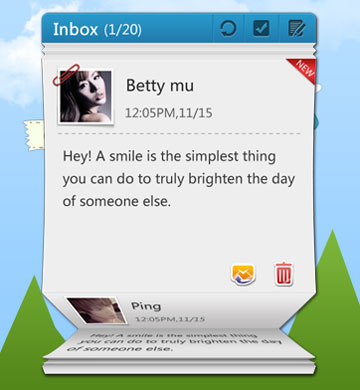 Inbox (1/20)
NEW
Betty mu
12:05PM,11/15
Hey! A smile is the simplest thing
you can do to truly brighten the day
of someone else.
Ping
12:05PM,11/15
Hey! A smile is the simplest thing
you can do to truly brighten the day
of someone else.